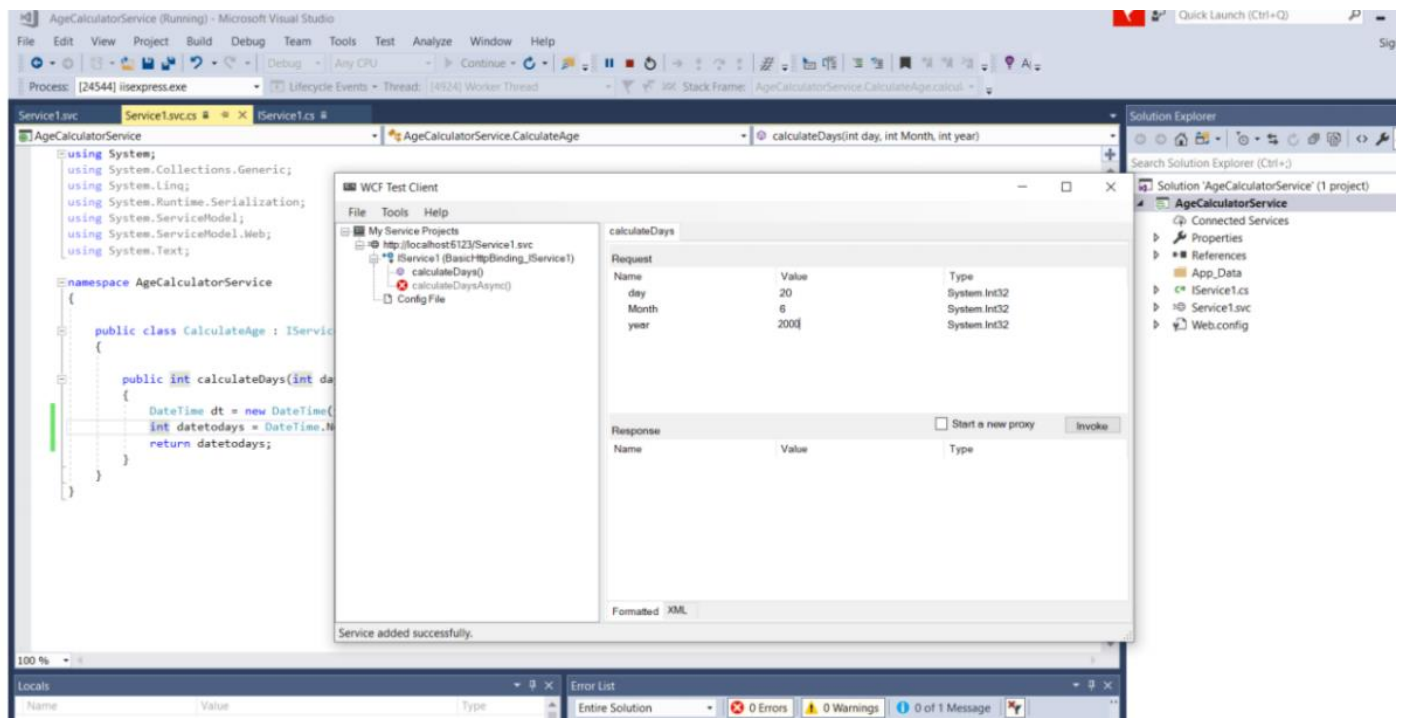 AgeCalculatorService (Running) - Microsoft Visual Studio
Quick Launch (Ctrl+Q)
File Edit View Project Build Debug Team Tools Test Analyze Window Help
Sig
Debug Any CPU Continue
Process: [24544] iisexpress.exe Lifecycle Events Thread: [4924] Worker Thread Stack Frame: AgeCalculatorService.CalculateAge.calcul
Service1.svc Service1.svc.cs IService1.cs
AgeCalculatorService AgeCalculatorService.CalculateAge calculateDays(int day, int Month, int year)
using System;
using System.Collections.Generic;
using System.Linq;
using System.Runtime.Serialization;
using System.ServiceModel;
using System.ServiceModel.Web;
using System.Text;
namespace AgeCalculatorService
{
public class CalculateAge : IServic
{
public int calculateDays(int da
{
DateTime dt = new DateTime(
int datetodays = DateTime.N
return datetodays;
}
}
}
100 %
WCF Test Client
File Tools Help
My Service Projects
http://localhost:6123/Service1.svc
IService1 (BasicHttpBinding_IService1)
calculateDays()
calculateDaysAsync()
Config File
calculateDays
Request
Name Value Type
day 20 System.Int32
Month 6 System.Int32
year 2000 System.Int32
Response
Start a new proxy Invoke
Name Value Type
Formatted XML
Service added successfully.
Solution Explorer
Search Solution Explorer (Ctrl+;)
Solution 'AgeCalculatorService' (1 project)
AgeCalculatorService
Connected Services
Properties
References
App_Data
IService1.cs
Service1.svc
Web.config
Locals
Name Value Type
Error List
Entire Solution 0 Errors 0 Warnings 0 of 1 Message